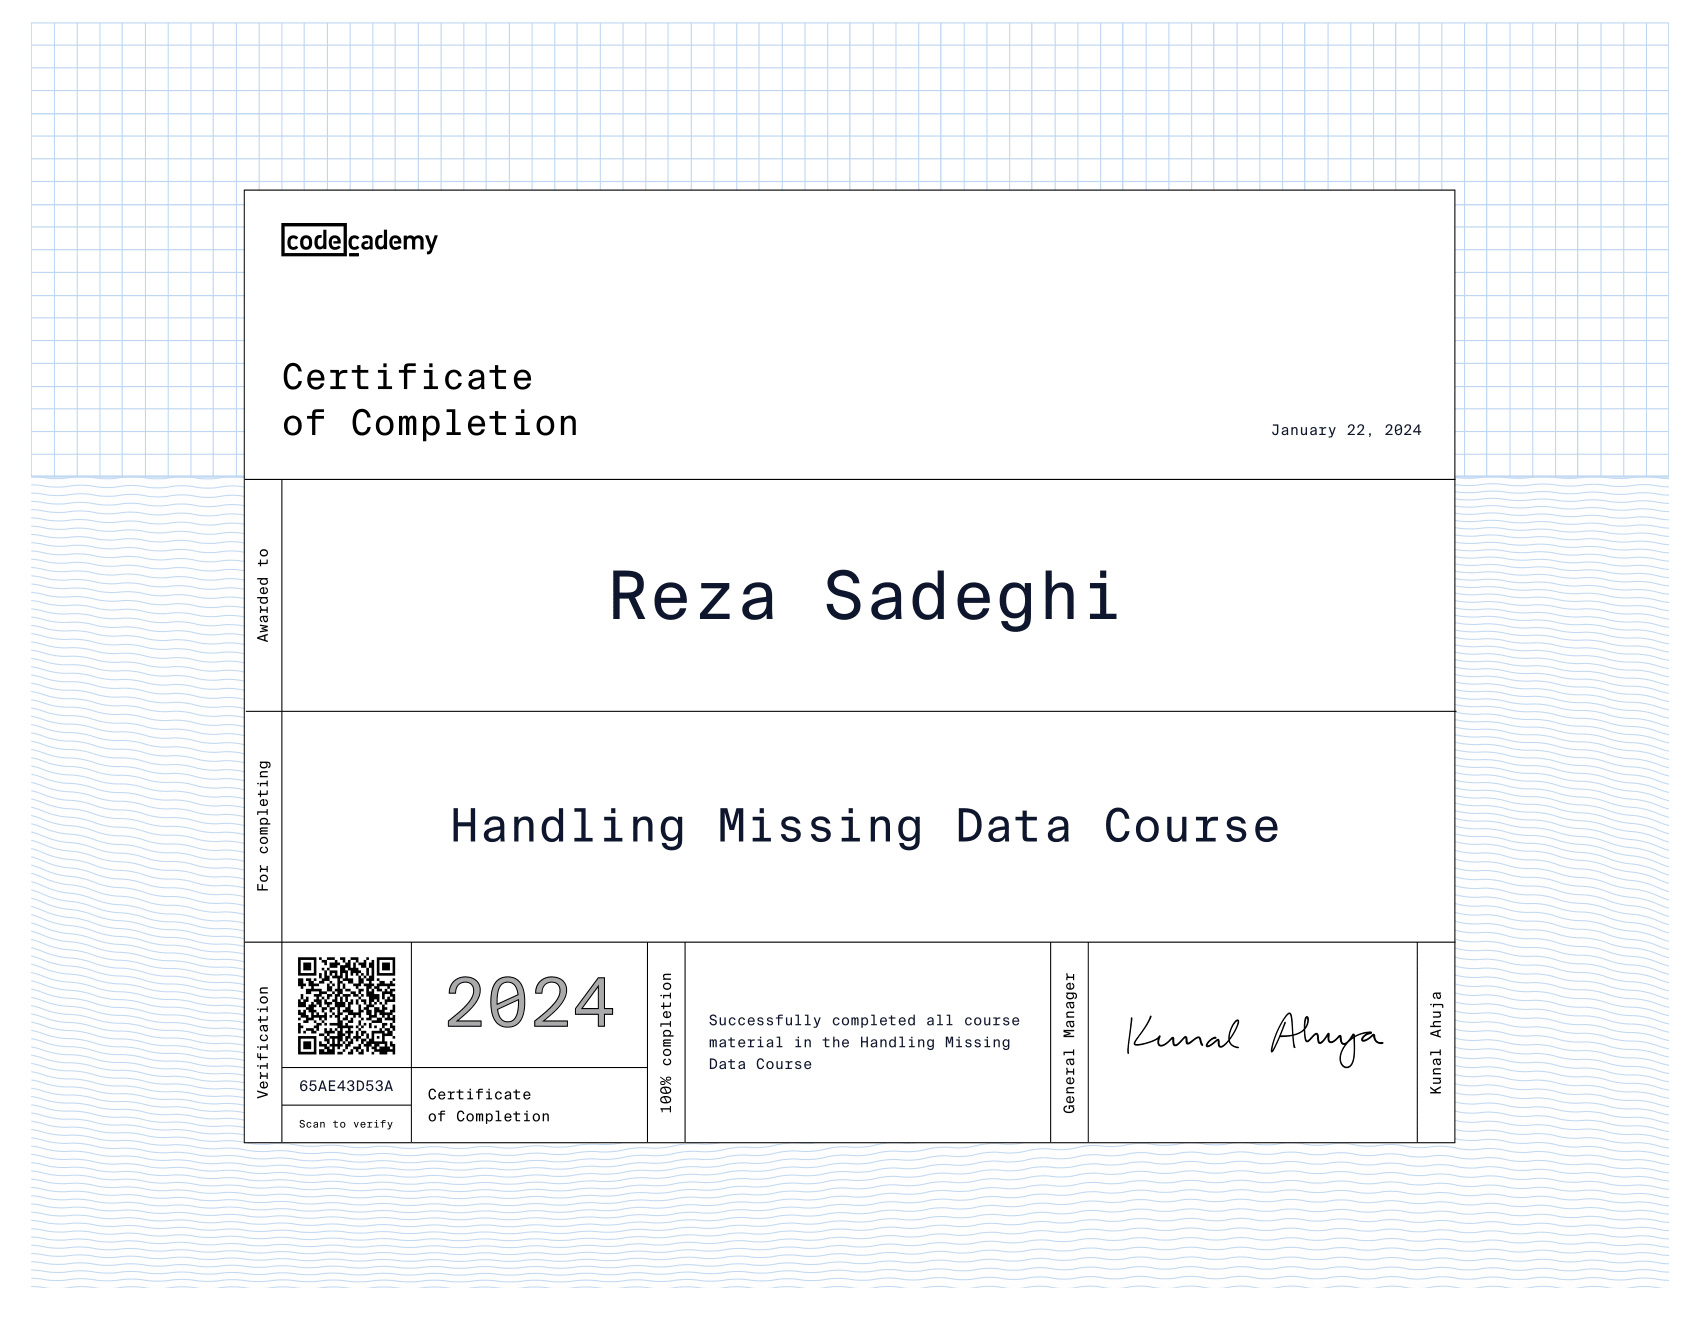 codecademy
Certificate
of Completion
January 22, 2024
Awarded to
Reza Sadeghi
For completing
Handling Missing Data Course
Verification
65AE43D53A
Scan to verify
2024
Certificate
of Completion
100% completion
Successfully completed all course
material in the Handling Missing
Data Course
General Manager
Kunal Ahuja
Kunal Ahuja